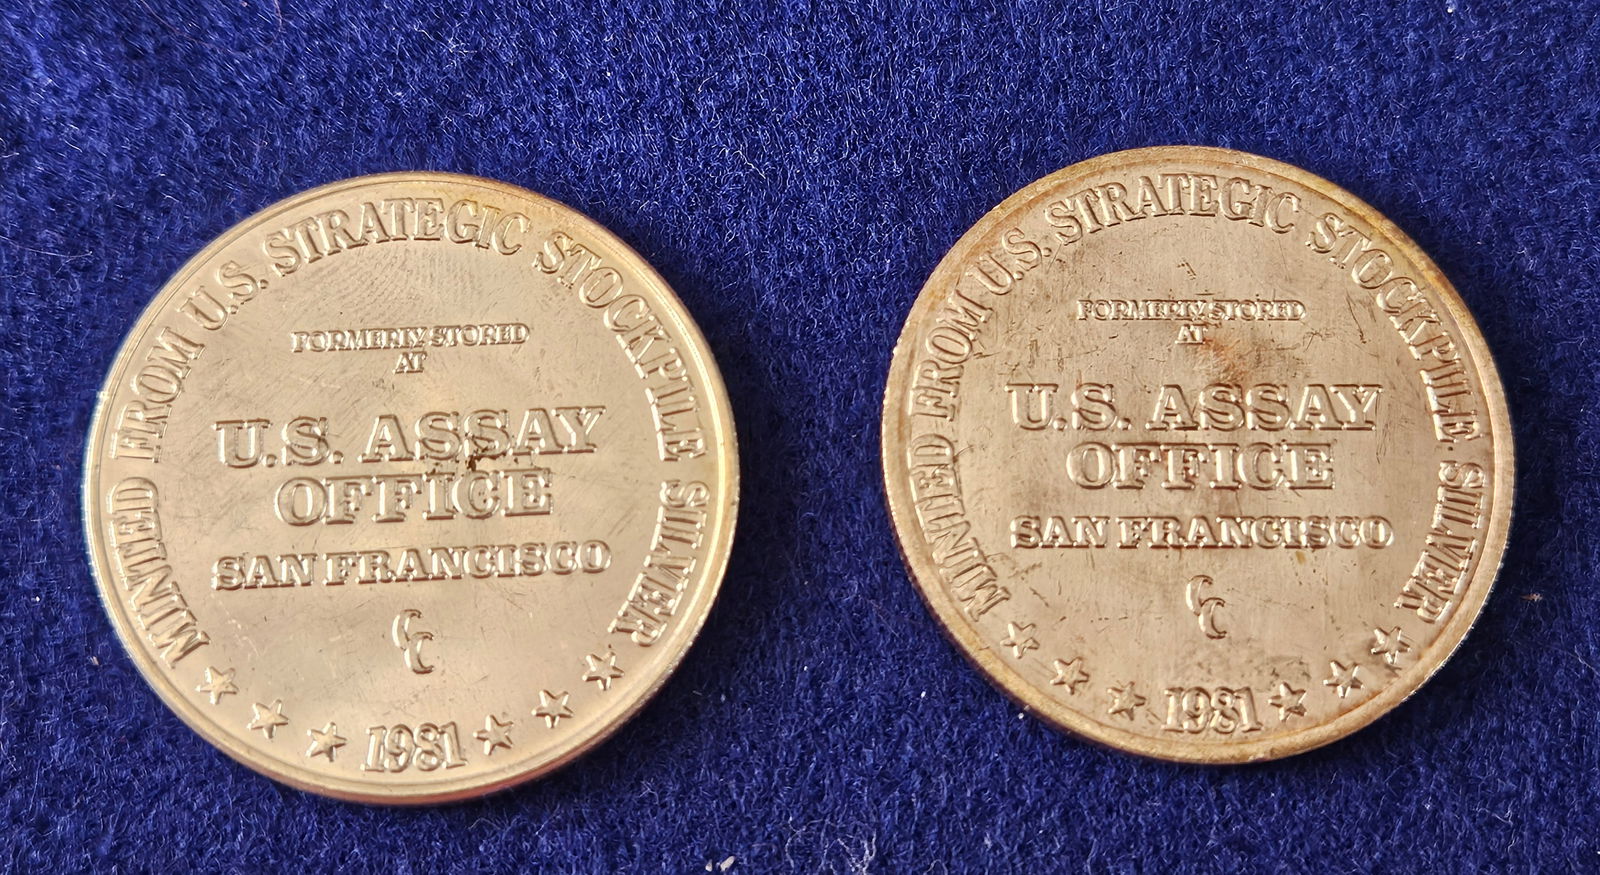 MINTED FROM U.S. STRATEGIC STOCKPILE SILVER
FORMERLY STORED
AT
U.S. ASSAY
OFFICE
SAN FRANCISCO
CC
1981
MINTED FROM U.S. STRATEGIC STOCKPILE SILVER
FORMERLY STORED
AT
U.S. ASSAY
OFFICE
SAN FRANCISCO
CC
1981